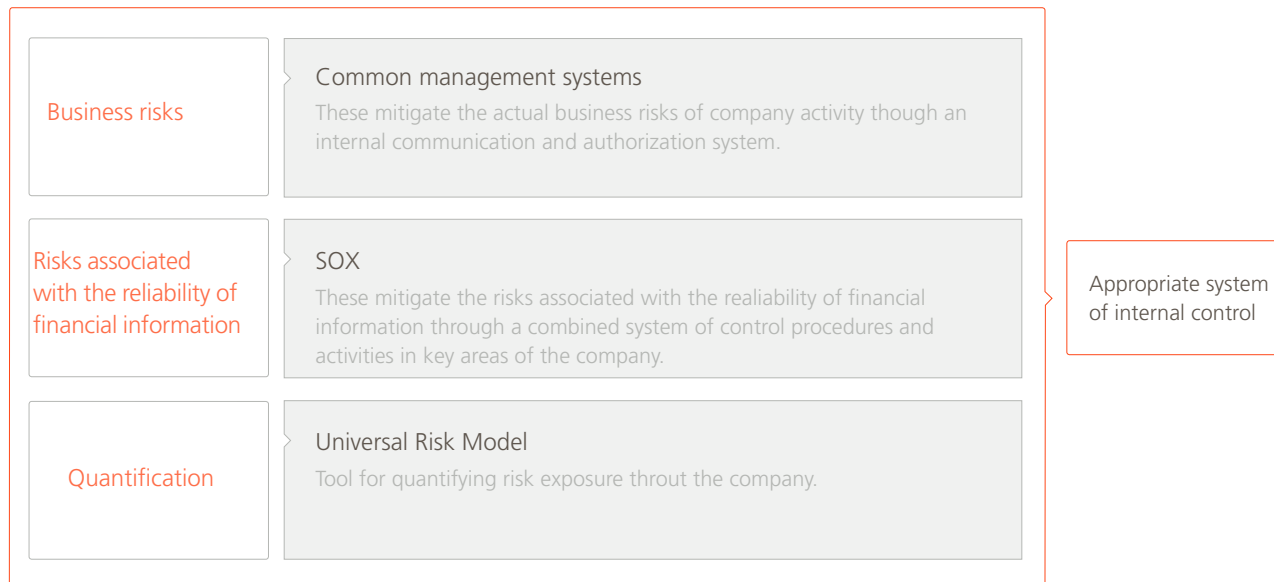 Business risks
Common management systems
These mitigate the actual business risks of company activity though an
internal communication and authorization system.
Risks associated
with the reliability of
financial information
SOX
These mitigate the risks associated with the realiability of financial
information through a combined system of control procedures and
activities in key areas of the company.
Quantification
Universal Risk Model
Tool for quantifying risk exposure throut the company.
Appropriate system
of internal control